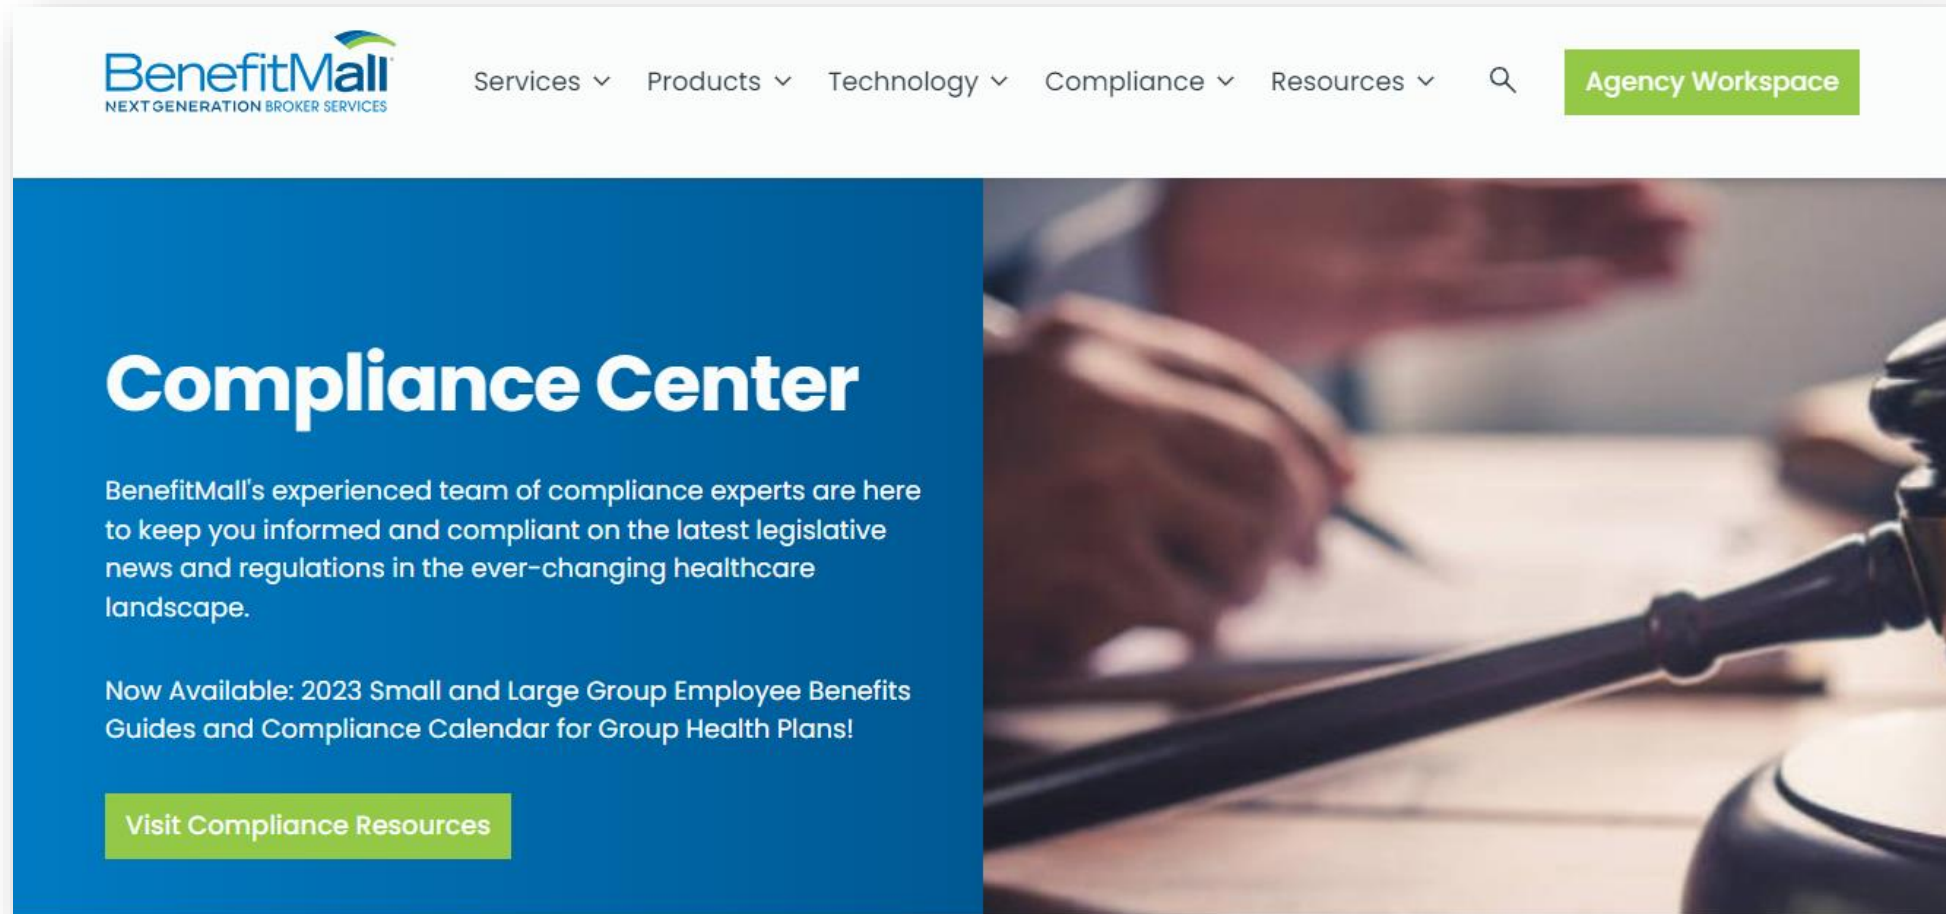 BenefitMall
NEXT GENERATION BROKER SERVICES
Services
Products
Technology
Compliance
Resources
Agency Workspace
Compliance Center
BenefitMall's experienced team of compliance experts are here
to keep you informed and compliant on the latest legislative
news and regulations in the ever-changing healthcare
landscape.
Now Available: 2023 Small and Large Group Employee Benefits
Guides and Compliance Calendar for Group Health Plans!
Visit Compliance Resources